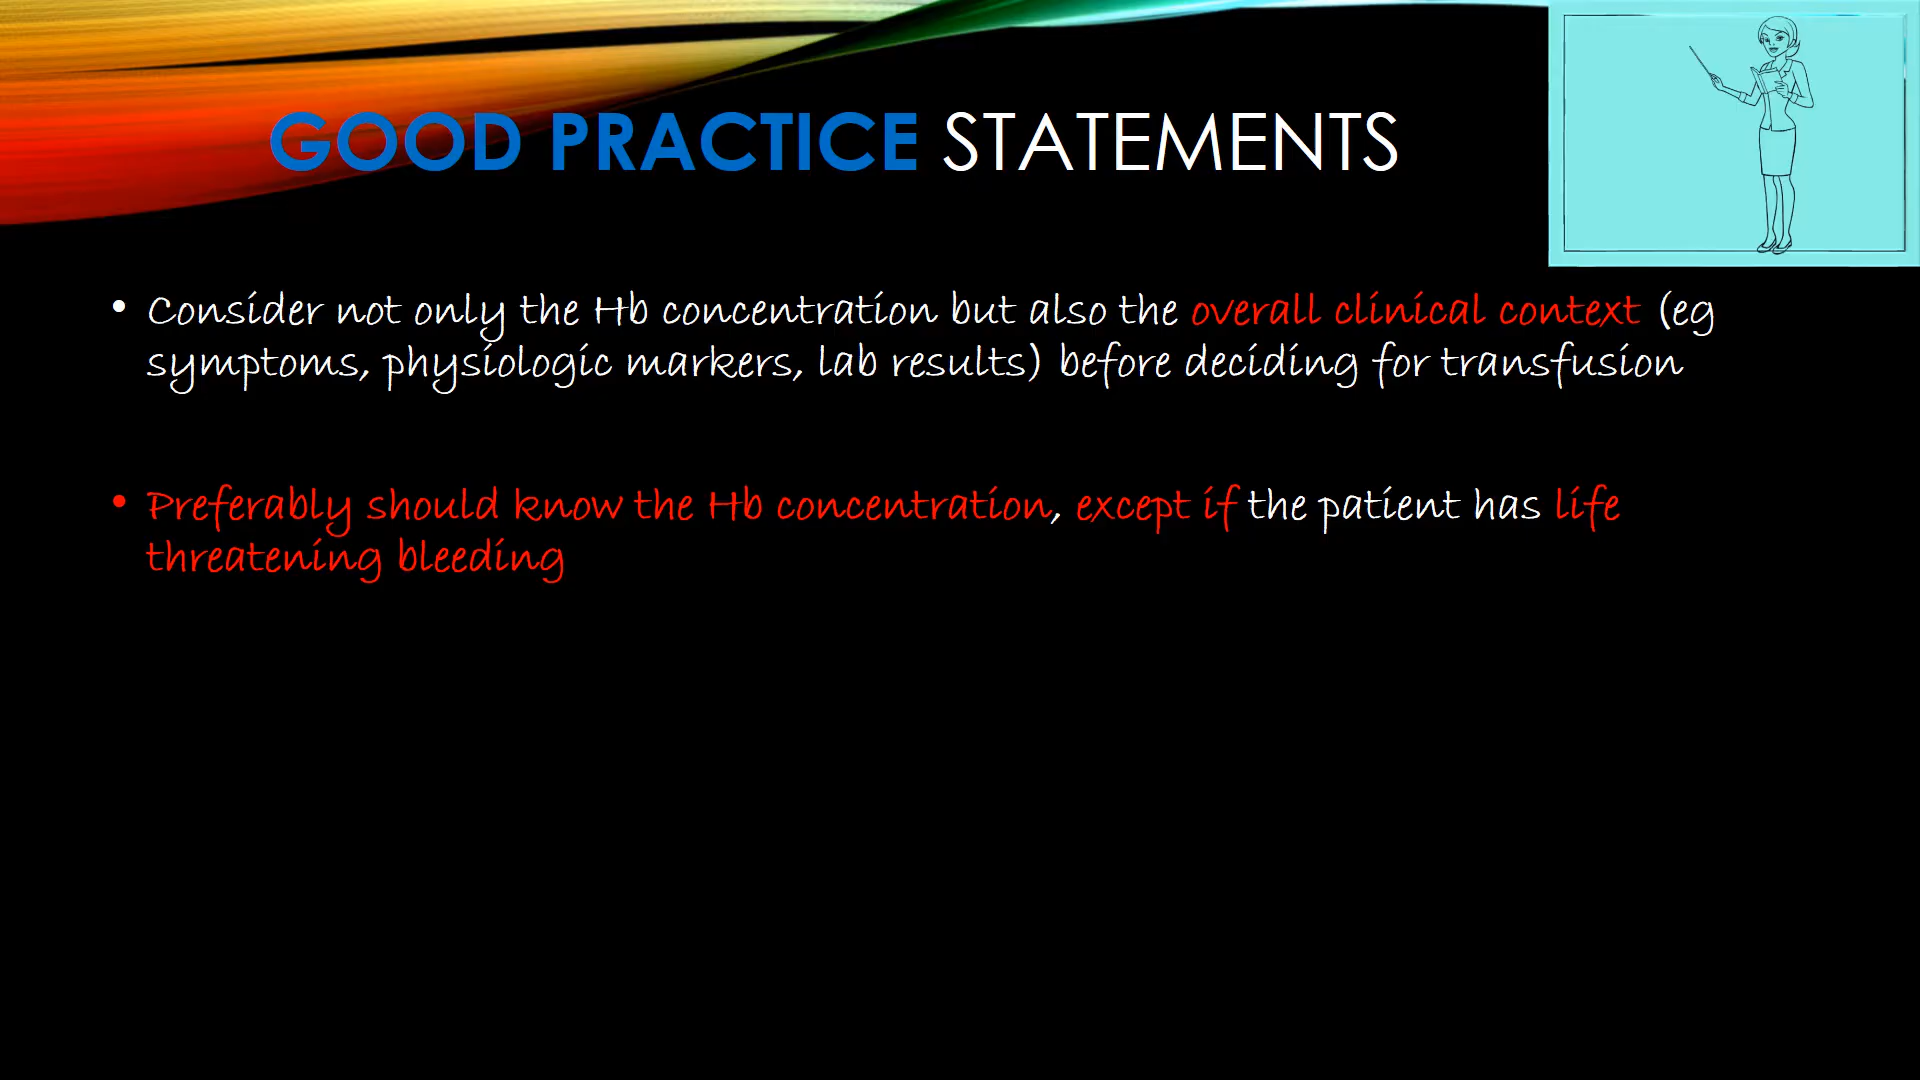 GOOD PRACTICE STATEMENTS
• Consider not only the Hb concentration but also the overall clinical context (eg
symptoms, physiologic markers, lab results) before deciding for transfusion
• Preferably should know the Hb concentration, except if the patient has life
threatening bleeding